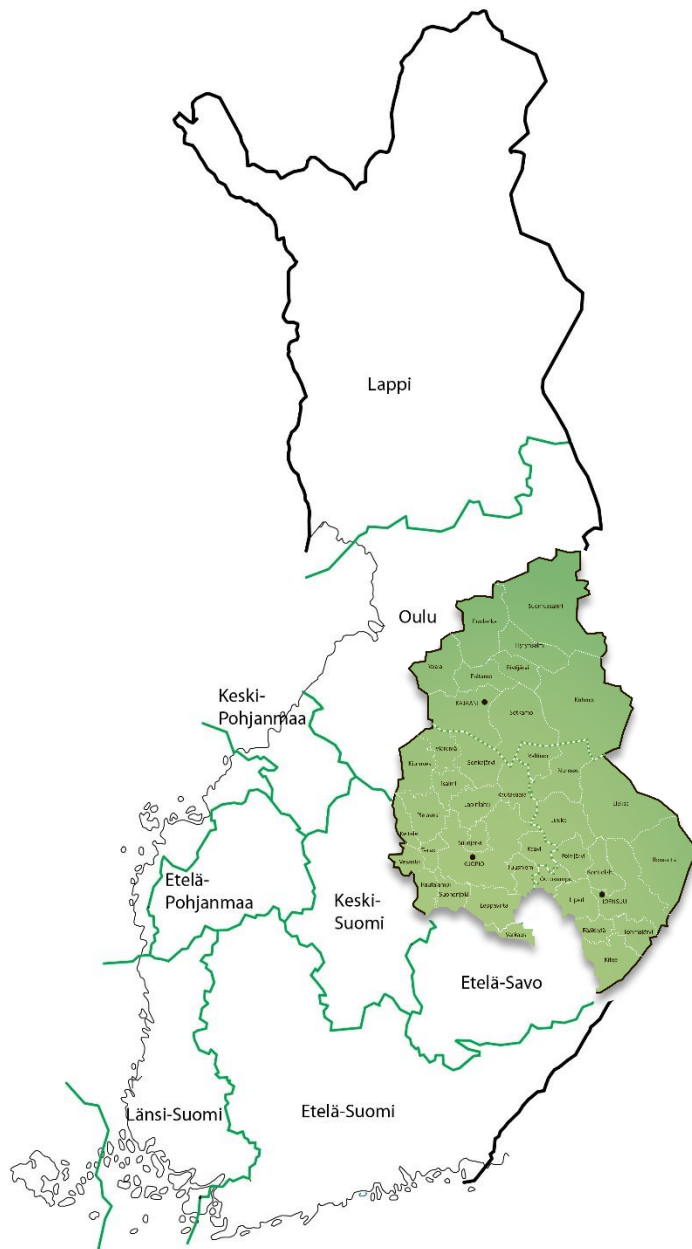 Lappi
Oulu
Suomussalmi
Puolanka
Hyrynsalmi
Vaala
Paltamo
Ristijärvi
Keski-
Pohjanmaa
KAJAANI
Sotkamo
Kuhmo
Vieremä
Kiuruvesi
Sonkajärvi
Valtimo
Nurmes
Iisalmi
Rautavaara
Lapinlahti
Lieksa
Pielavesi
Juuka
Keitele
Siilinjärvi
Kaavi
Polvijärvi
Kontiolahti
Ilomantsi
Tervo
Vesanto
KUOPIO
Tuusniemi
Outokumpu
Etelä-
Pohjanmaa
Rautalampi
Suonenjoki
Leppävirta
Liperi
JOENSUU
Keski-
Suomi
Varkaus
Rääkkylä
Tohmajärvi
Kitee
Etelä-Savo
Länsi-Suomi
Etelä-Suomi